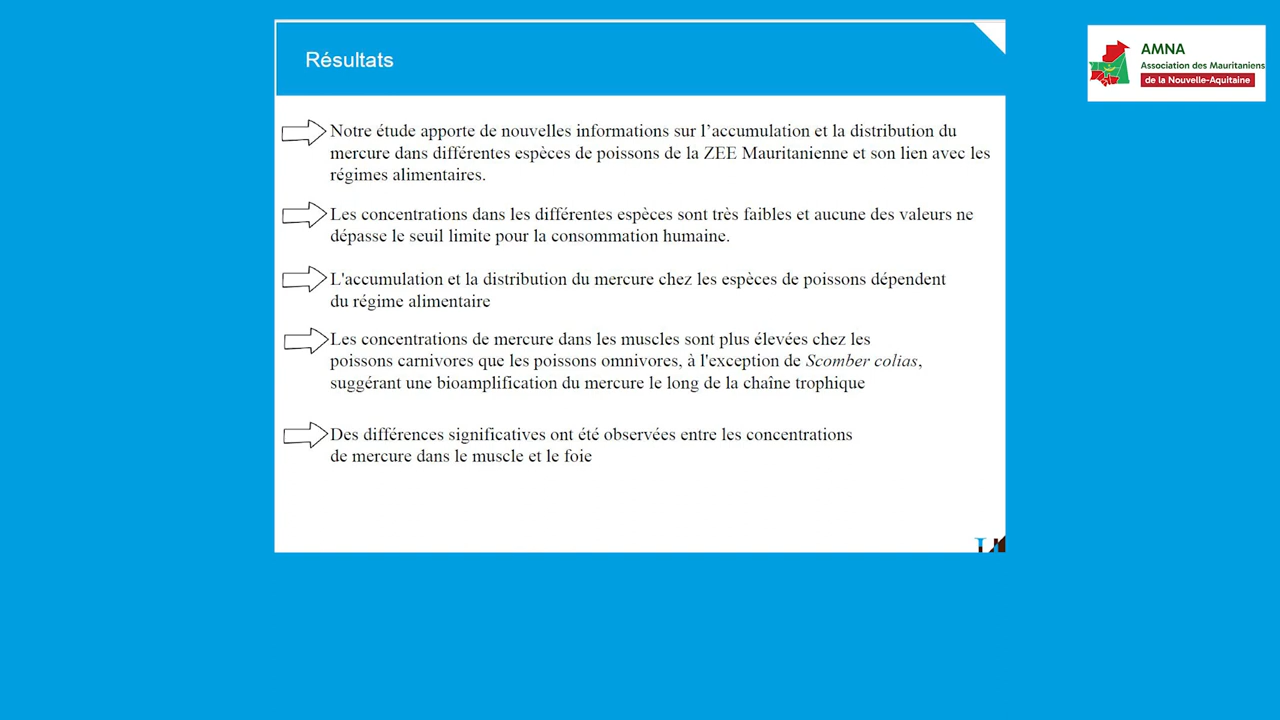 Résultats
AMNA
Association des Mauritaniens
de la Nouvelle-Aquitaine
Notre étude apporte de nouvelles informations sur l’accumulation et la distribution du
mercure dans différentes espèces de poissons de la ZEE Mauritanienne et son lien avec les
régimes alimentaires.
Les concentrations dans les différentes espèces sont très faibles et aucune des valeurs ne
dépasse le seuil limite pour la consommation humaine.
L'accumulation et la distribution du mercure chez les espèces de poissons dépendent
du régime alimentaire
Les concentrations de mercure dans les muscles sont plus élevées chez les
poissons carnivores que les poissons omnivores, à l'exception de Scomber colias,
suggérant une bioamplification du mercure le long de la chaîne trophique
Des différences significatives ont été observées entre les concentrations
de mercure dans le muscle et le foie